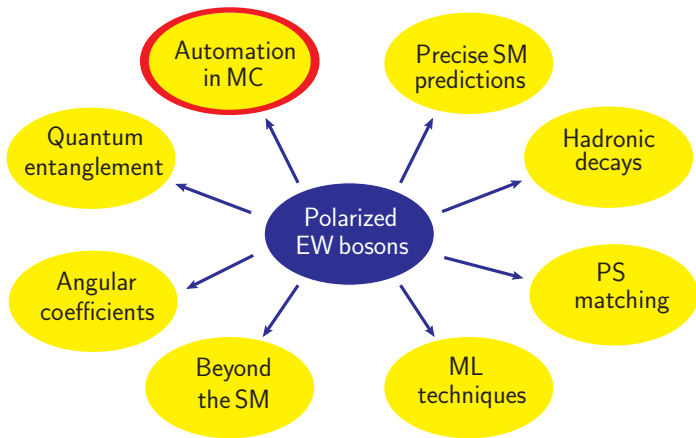 Automation
in MC
Precise SM
predictions
Quantum
entanglement
Hadronic
decays
Polarized
EW bosons
Angular
coefficients
PS
matching
Beyond
the SM
ML
techniques